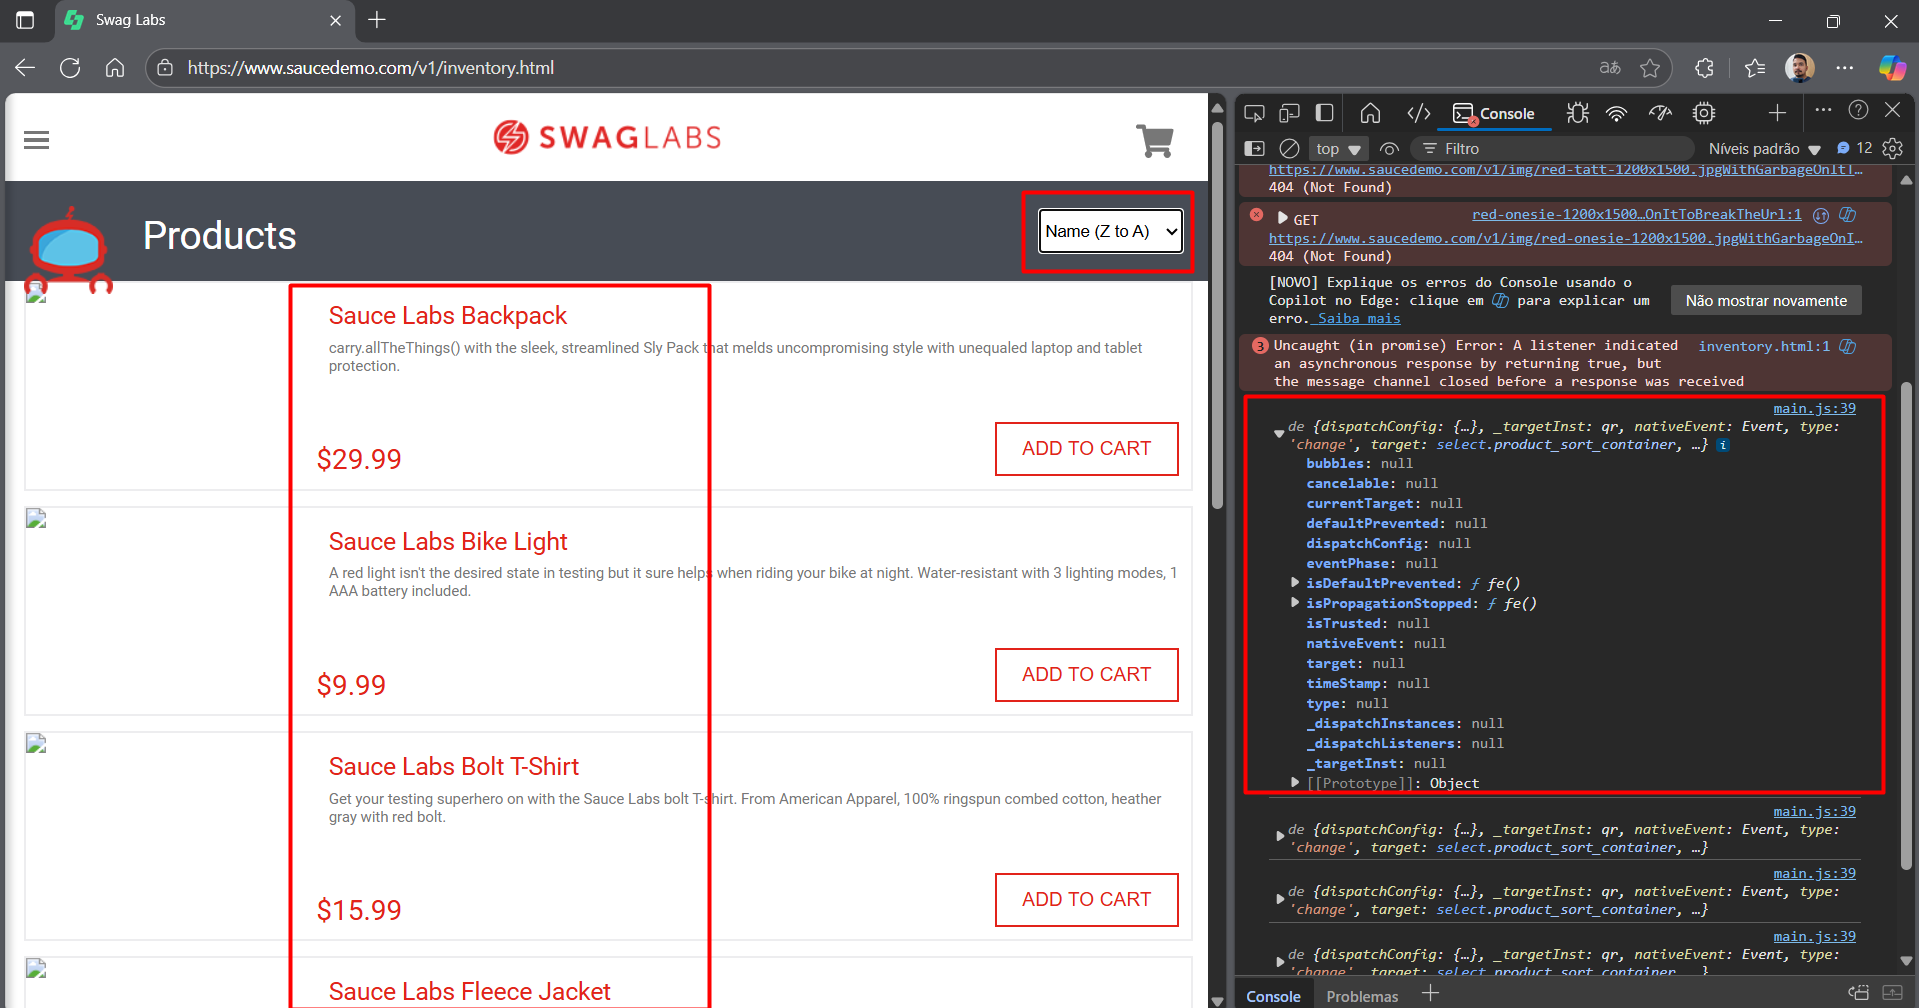 Swag Labs
https://www.saucedemo.com/v1/inventory.html
aあ
SWAGLABS
Products
Name (Z to A)
Sauce Labs Backpack
carry.allTheThings() with the sleek, streamlined Sly Pack that melds uncompromising style with unequaled laptop and tablet
protection.
$29.99
ADD TO CART
Sauce Labs Bike Light
A red light isn't the desired state in testing but it sure helps when riding your bike at night. Water-resistant with 3 lighting modes, 1
AAA battery included.
$9.99
ADD TO CART
Sauce Labs Bolt T-Shirt
Get your testing superhero on with the Sauce Labs bolt T-shirt. From American Apparel, 100% ringspun combed cotton, heather
gray with red bolt.
$15.99
ADD TO CART
Sauce Labs Fleece Jacket
Console
top
Filtro
Níveis padrão
12
https://www.saucedemo.com/v1/img/red-tatt-1200x1500.jpgWithGarbageOnItT…
404 (Not Found)
GET red-onesie-1200x1500…OnItToBreakTheUrl:1
https://www.saucedemo.com/v1/img/red-onesie-1200x1500.jpgWithGarbageOnI…
404 (Not Found)
[NOVO] Explique os erros do Console usando o
Copilot no Edge: clique em para explicar um
erro. Saiba mais
Não mostrar novamente
3 Uncaught (in promise) Error: A listener indicated inventory.html:1
an asynchronous response by returning true, but
the message channel closed before a response was received
main.js:39
de {dispatchConfig: {…}, _targetInst: qr, nativeEvent: Event, type:
'change', target: select.product_sort_container, …} i
bubbles: null
cancelable: null
currentTarget: null
defaultPrevented: null
dispatchConfig: null
eventPhase: null
isDefaultPrevented: ƒ fe()
isPropagationStopped: ƒ fe()
isTrusted: null
nativeEvent: null
target: null
timeStamp: null
type: null
_dispatchInstances: null
_dispatchListeners: null
_targetInst: null
[[Prototype]]: Object
main.js:39
de {dispatchConfig: {…}, _targetInst: qr, nativeEvent: Event, type:
'change', target: select.product_sort_container, …}
main.js:39
de {dispatchConfig: {…}, _targetInst: qr, nativeEvent: Event, type:
'change', target: select.product_sort_container, …}
main.js:39
de {dispatchConfig: {…}, _targetInst: qr, nativeEvent: Event, type:
'change', target: select.product_sort_container, …}
Console
Problemas